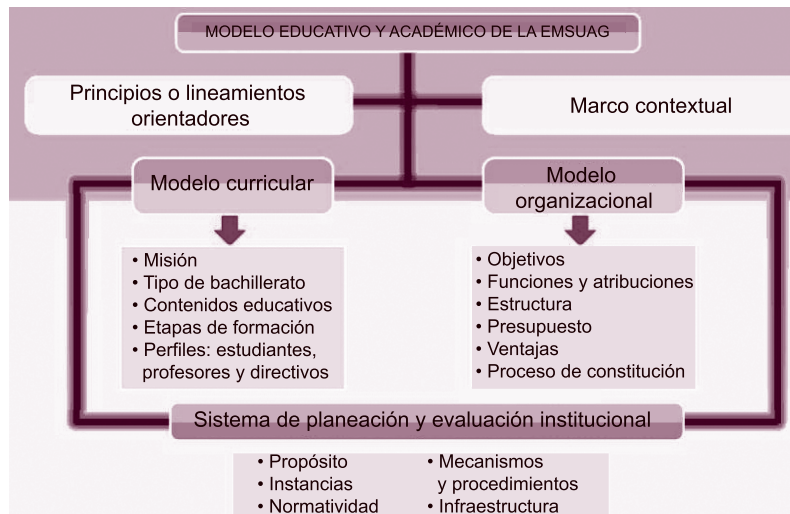 MODELO EDUCATIVO Y ACADÉMICO DE LA EMSUAG
Principios o lineamientos
orientadores
Marco contextual
Modelo curricular
Modelo
organizacional
• Misión
• Tipo de bachillerato
• Contenidos educativos
• Etapas de formación
• Perfiles: estudiantes,
profesores y directivos
• Objetivos
• Funciones y atribuciones
• Estructura
• Presupuesto
• Ventajas
• Proceso de constitución
Sistema de planeación y evaluación institucional
• Propósito
• Instancias
• Normatividad
• Mecanismos
y procedimientos
• Infraestructura